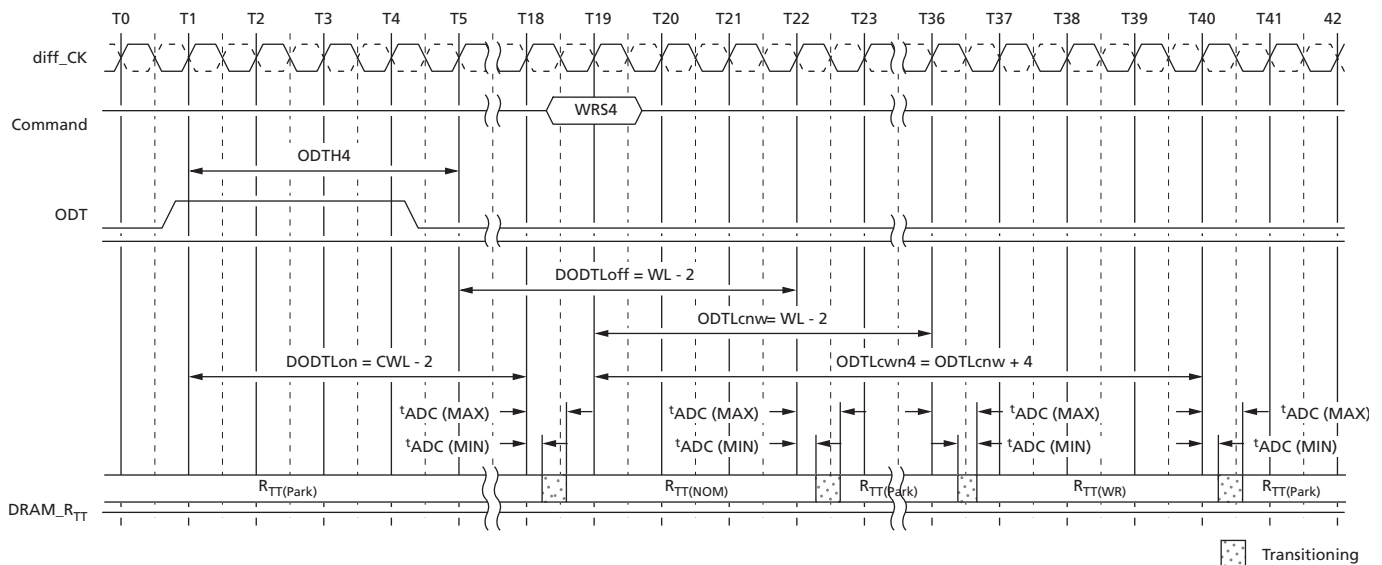 T0 T1 T2 T3 T4 T5 T18 T19 T20 T21 T22 T23 T36 T37 T38 T39 T40 T41 42
diff_CK
Command
WRS4
ODTH4
ODT
DODTLoff = WL - 2
ODTLcnw= WL - 2
DODTLon = CWL - 2
ODTLcwn4 = ODTLcnw + 4
tADC (MAX) tADC (MAX) tADC (MAX) tADC (MAX)
tADC (MIN) tADC (MIN) tADC (MIN) tADC (MIN)
RTT(Park) RTT(NOM) RTT(Park) RTT(WR) RTT(Park)
DRAM_RTT
Transitioning